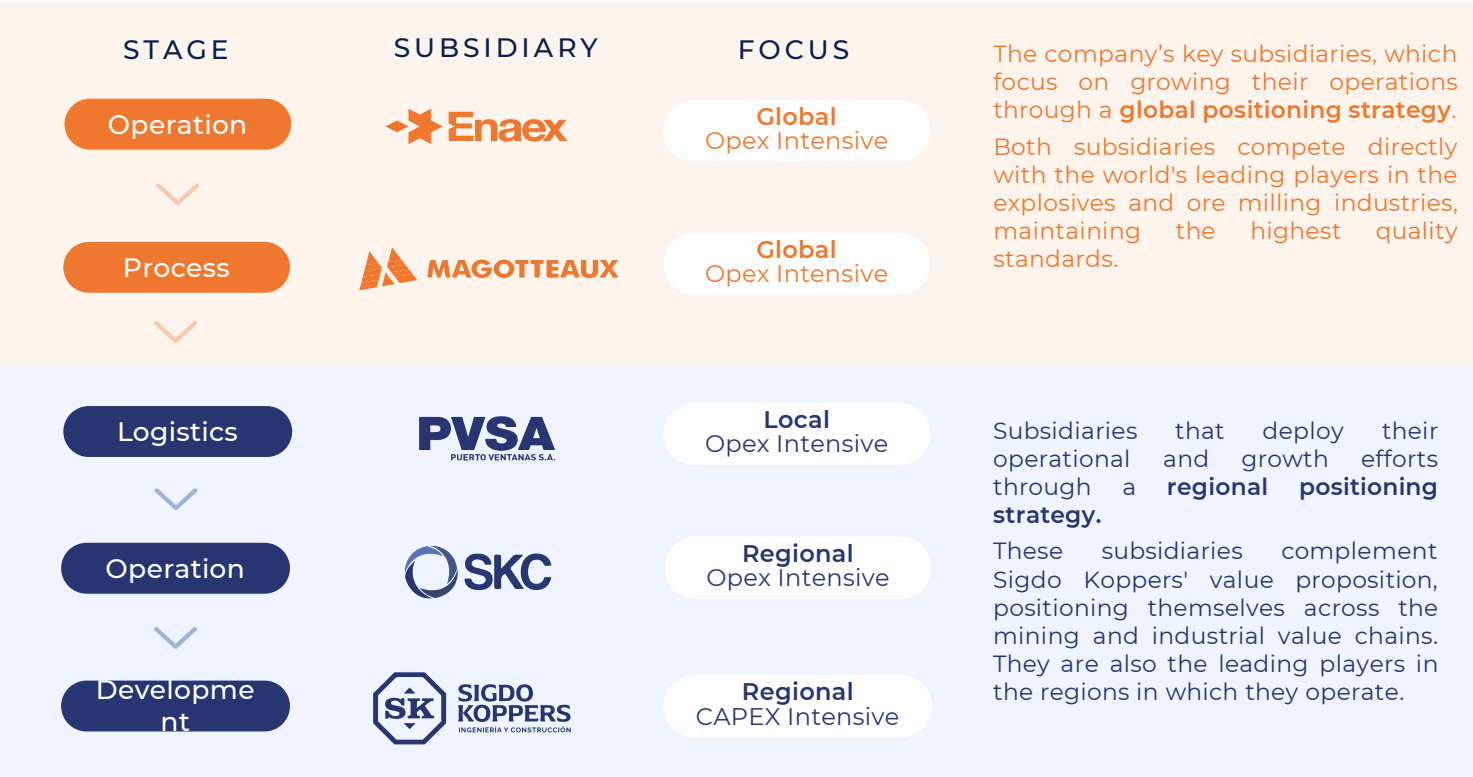 STAGE
SUBSIDIARY
FOCUS
Operation
Enaex
Global
Opex Intensive
Process
MAGOTTEAUX
Global
Opex Intensive
The company’s key subsidiaries, which
focus on growing their operations
through a global positioning strategy.
Both subsidiaries compete directly
with the world's leading players in the
explosives and ore milling industries,
maintaining the highest quality
standards.
Logistics
PVSA
PUERTO VENTANAS S.A.
Local
Opex Intensive
Operation
SKC
Regional
Opex Intensive
Developme
nt
SK
SIGDO
KOPPERS
INGENIERÍA Y CONSTRUCCIÓN
Regional
CAPEX Intensive
Subsidiaries that deploy their
operational and growth efforts
through a regional positioning
strategy.
These subsidiaries complement
Sigdo Koppers' value proposition,
positioning themselves across the
mining and industrial value chains.
They are also the leading players in
the regions in which they operate.